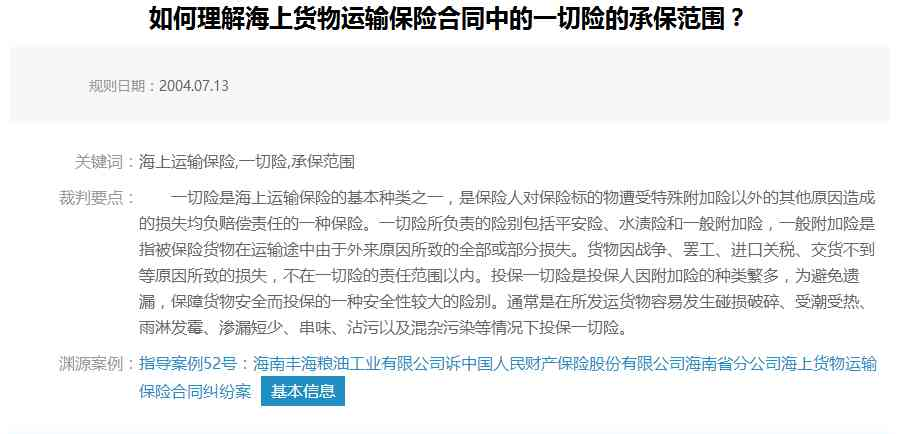 如何理解海上货物运输保险合同中的一切险的承保范围？
规则日期：2004.07.13
关键词：海上运输保险,一切险,承保范围
裁判要点：　　一切险是海上运输保险的基本种类之一，是保险人对保险标的物遭受特殊附加险以外的其他原因造成
的损失均负赔偿责任的一种保险。一切险所负责的险别包括平安险、水渍险和一般附加险，一般附加险是
指被保险货物在运输途中由于外来原因所致的全部或部分损失。货物因战争、罢工、进口关税、交货不到
等原因所致的损失，不在一切险的责任范围以内。投保一切险是投保人因附加险的种类繁多，为避免遗
漏，保障货物安全而投保的一种安全性较大的险别。通常是在所发运货物容易发生碰损破碎、受潮受热、
雨淋发霉、渗漏短少、串味、沾污以及混杂污染等情况下投保一切险。
渊源案例：指导案例52号：海南丰海粮油工业有限公司诉中国人民财产保险股份有限公司海南省分公司海上货物运输
保险合同纠纷案 基本信息